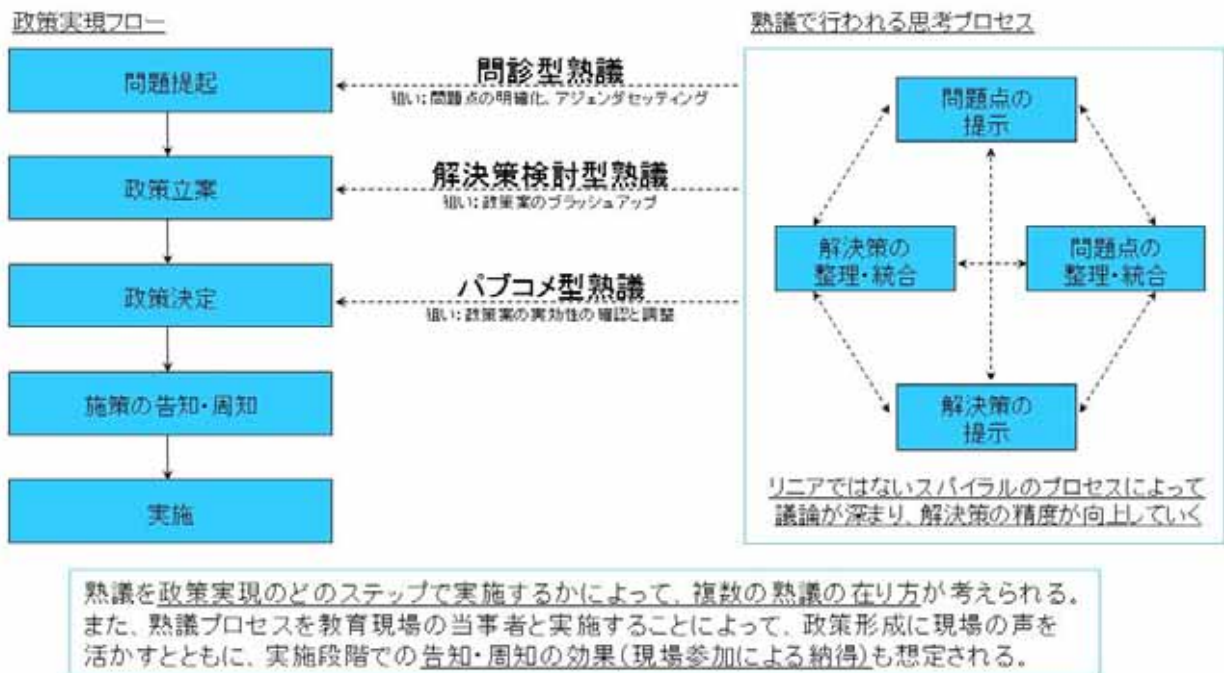 政策実現フロー
問題提起
政策立案
政策決定
施策の告知・周知
実施
問診型熟議
狙い：問題点の明確化、アジェンダセッティング
解決策検討型熟議
狙い：政策案のブラッシュアップ
パブコメ型熟議
狙い：政策案の実効性の確認と調整
熟議で行われる思考プロセス
問題点の
提示
解決策の
整理・統合
問題点の
整理・統合
解決策の
提示
リニアではないスパイラルのプロセスによって
議論が深まり、解決策の精度が向上していく
熟議を政策実現のどのステップで実施するかによって、複数の熟議の在り方が考えられる。
また、熟議プロセスを教育現場の当事者と実施することによって、政策形成に現場の声を
活かすとともに、実施段階での告知・周知の効果（現場参加による納得）も想定される。